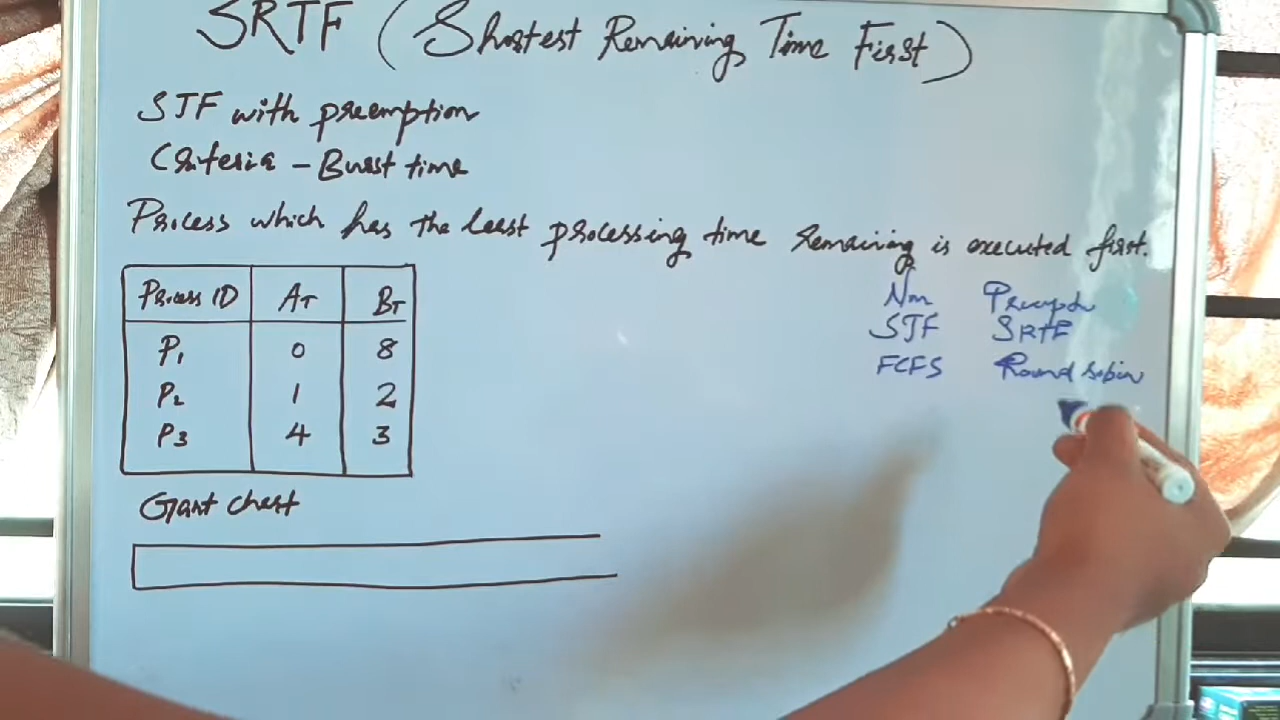 SRTF (Shortest Remaining Time First)
SJF with preemption
Criteria - Burst time
Process which has the least processing time remaining is executed first.
Process ID AT BT
P1 0 8
P2 1 2
P3 4 3
Gant chart
Non Preemptn
SJF SRTF
FCFS Round robin